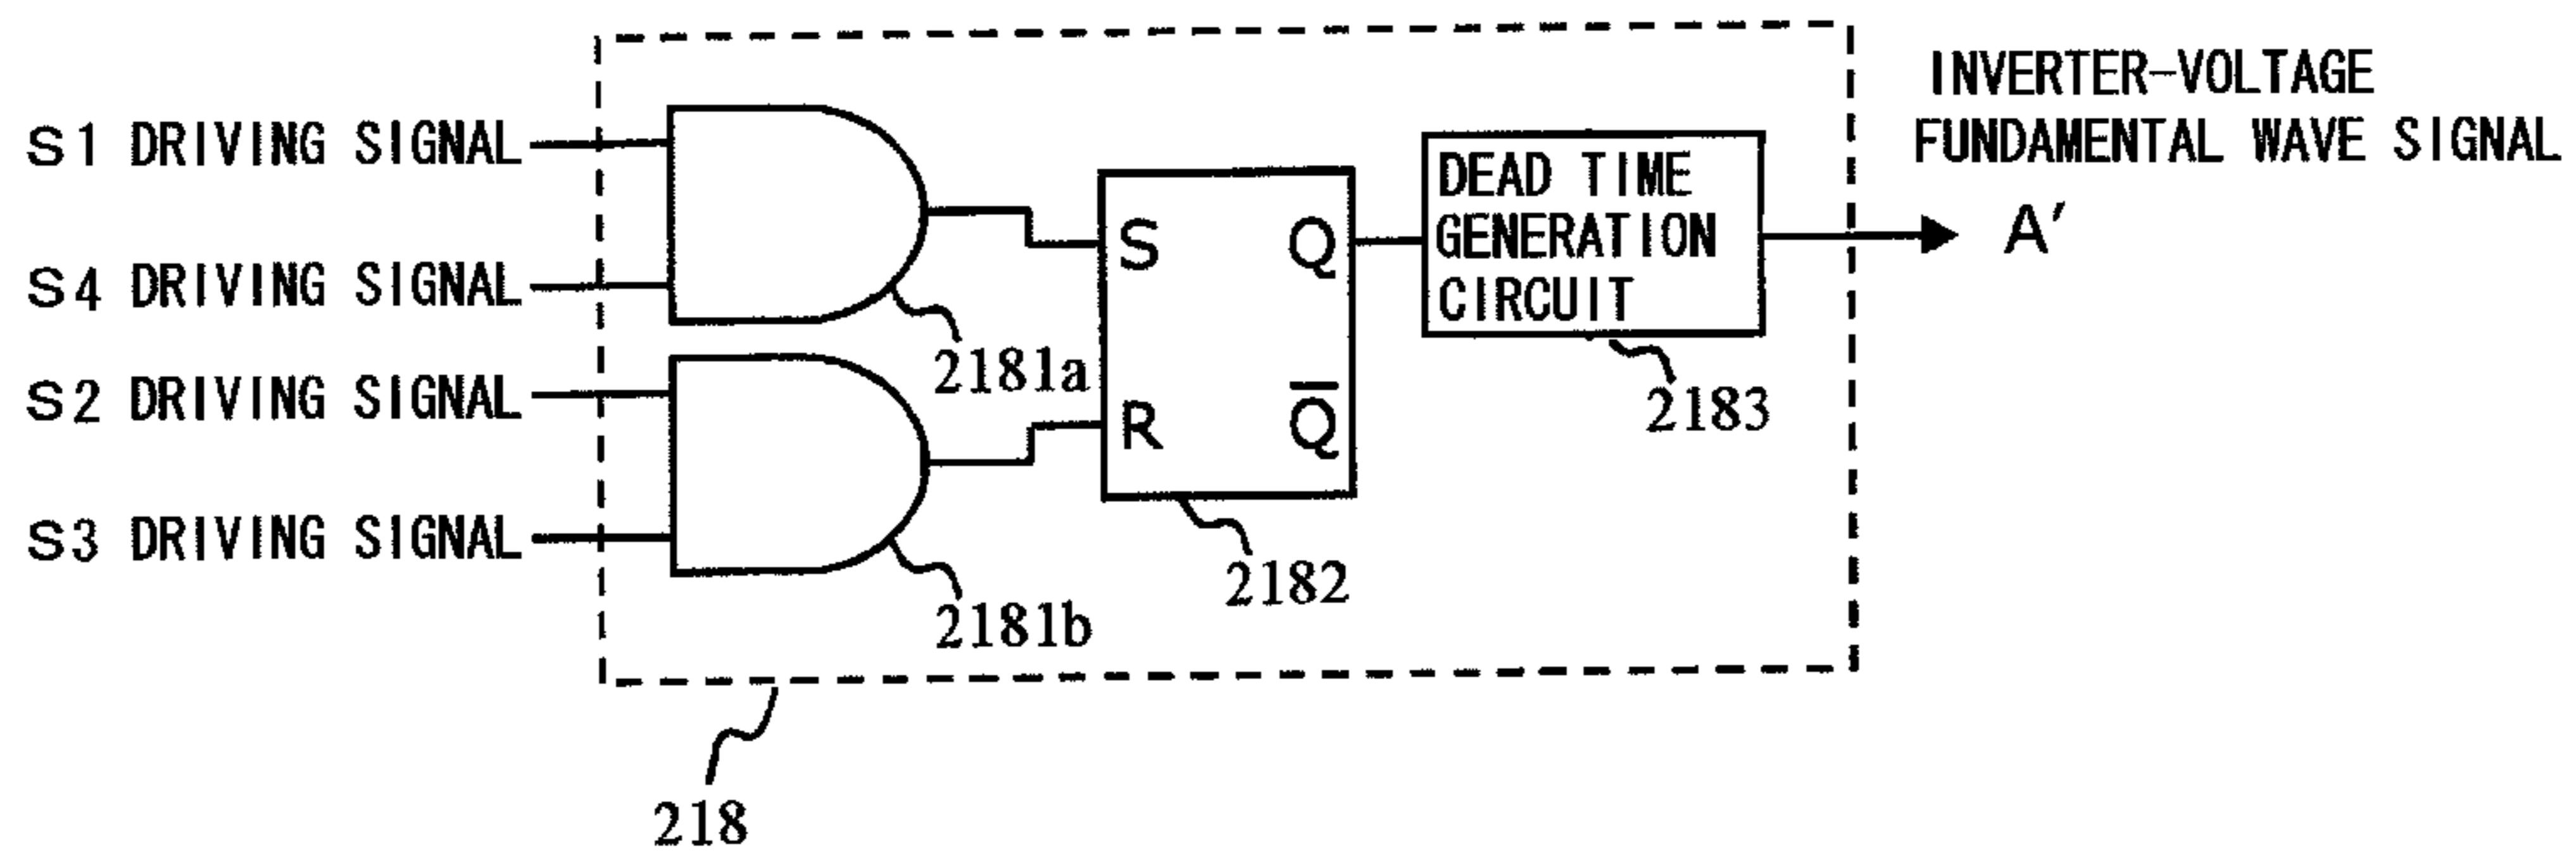 INVERTER-VOLTAGE
FUNDAMENTAL WAVE SIGNAL
A'
S1 DRIVING SIGNAL
S4 DRIVING SIGNAL
S2 DRIVING SIGNAL
S3 DRIVING SIGNAL
2181a
2181b
S Q
R Q̅
2182
DEAD TIME
GENERATION
CIRCUIT
2183
218